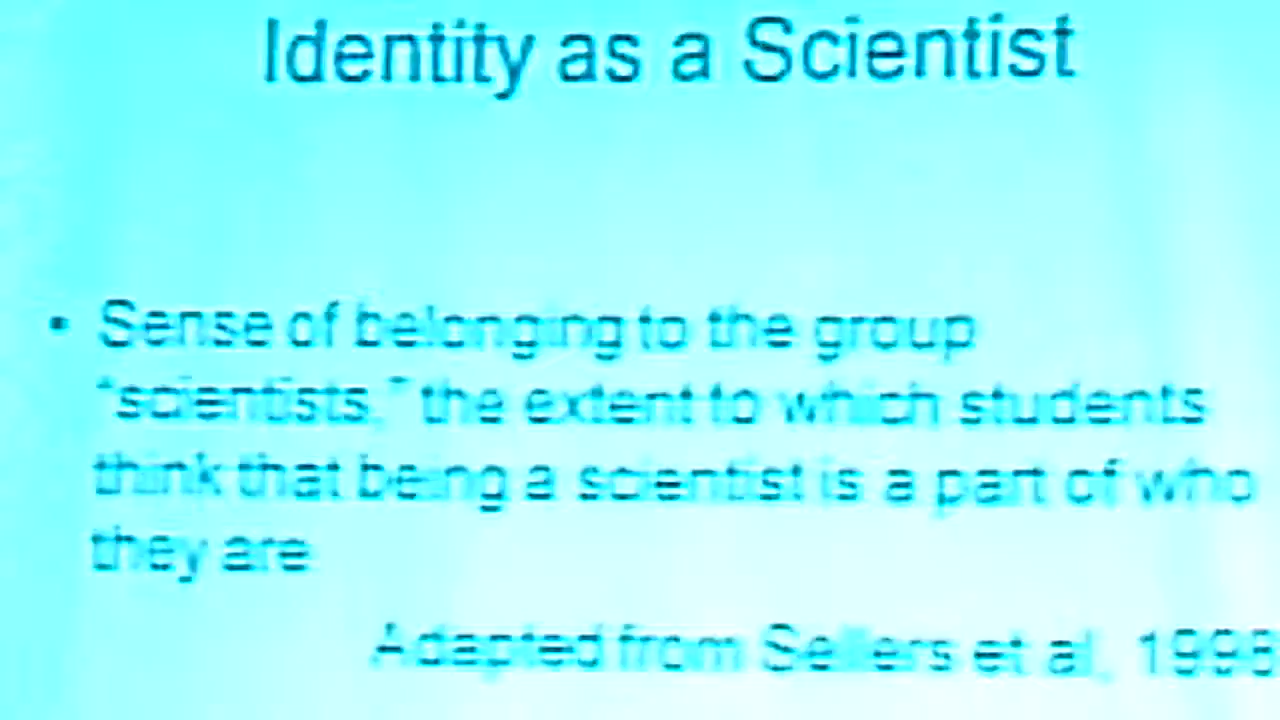 Identity as a Scientist
• Sense of belonging to the group
"scientists," the extent to which students
think that being a scientist is a part of who
they are
Adapted from Sellers et al, 1998